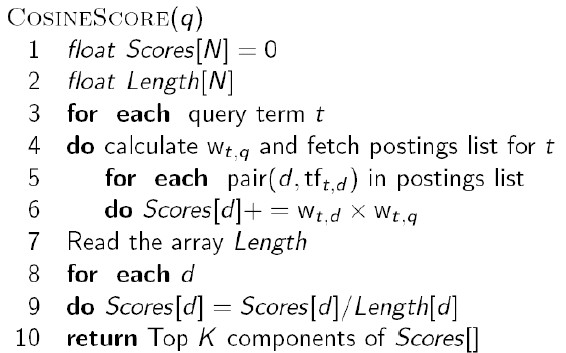 COSINESCORE(q)
1 float Scores[N] = 0
2 float Length[N]
3 for each query term t
4 do calculate w_{t,q} and fetch postings list for t
5 for each pair(d, tf_{t,d}) in postings list
6 do Scores[d]+ = w_{t,d} × w_{t,q}
7 Read the array Length
8 for each d
9 do Scores[d] = Scores[d]/Length[d]
10 return Top K components of Scores[]